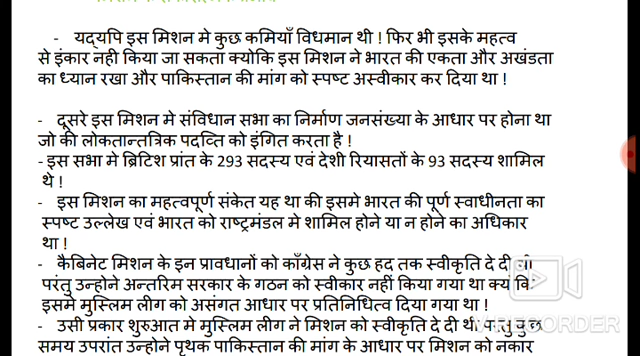 - यद्यपि इस मिशन मे कुछ कमियाँ विधमान थी ! फिर भी इसके महत्व
से इंकार नही किया जा सकता क्योकि इस मिशन ने भारत की एकता और अखंडता
का ध्यान रखा और पाकिस्तान की मांग को स्पष्ट अस्वीकार कर दिया था !
- दूसरे इस मिशन मे संविधान सभा का निर्माण जनसंख्या के आधार पर होना था
जो की लोकतान्तत्रिक पदव्ति को इंगित करता है !
- इस सभा मे ब्रिटिश प्रांत के 293 सदस्य एवं देशी रियासतों के 93 सदस्य शामिल
थे !
- इस मिशन का महत्वपूर्ण संकेत यह था की इसमे भारत की पूर्ण स्वाधीनता का
स्पष्ट उल्लेख एवं भारत को राष्ट्रमंडल मे शामिल होने या न होने का अधिकार
था !
- कैबिनेट मिशन के इन प्रावधानों को काँग्रेस ने कुछ हद तक स्वीकृति दे दी थी
परंतु उन्होने अन्तरिम सरकार के गठन को स्वीकार नहीं किया गया था क्यो कि
इसमे मुस्लिम लीग को असंगत आधार पर प्रतिनिधित्व दिया गया था !
- उसी प्रकार शुरुआत मे मुस्लिम लीग ने मिशन को स्वीकृति दे दी थी परंतु कुछ
समय उपरांत उन्होने पृथक पाकिस्तान की मांग के आधार पर मिशन को नकार
V RECORDER